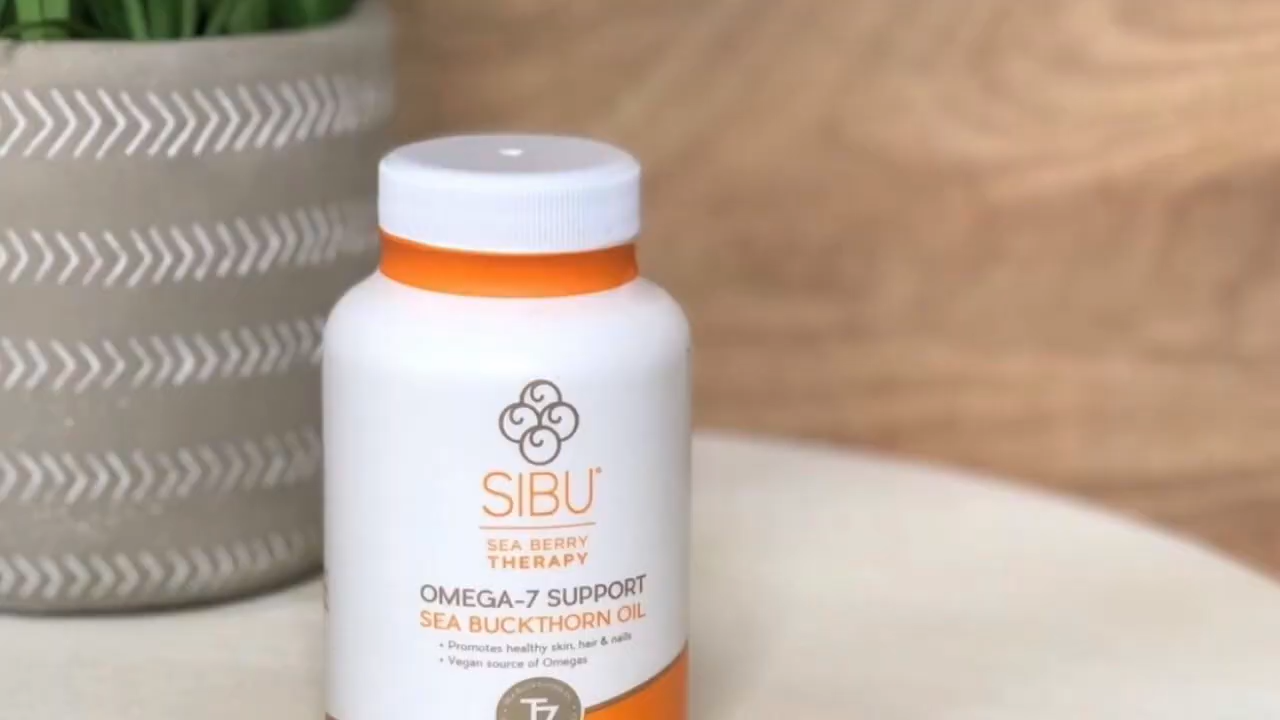 SIBU
SEA BERRY
THERAPY
OMEGA-7 SUPPORT
SEA BUCKTHORN OIL
• Promotes healthy skin, hair & nails
• Vegan source of Omegas